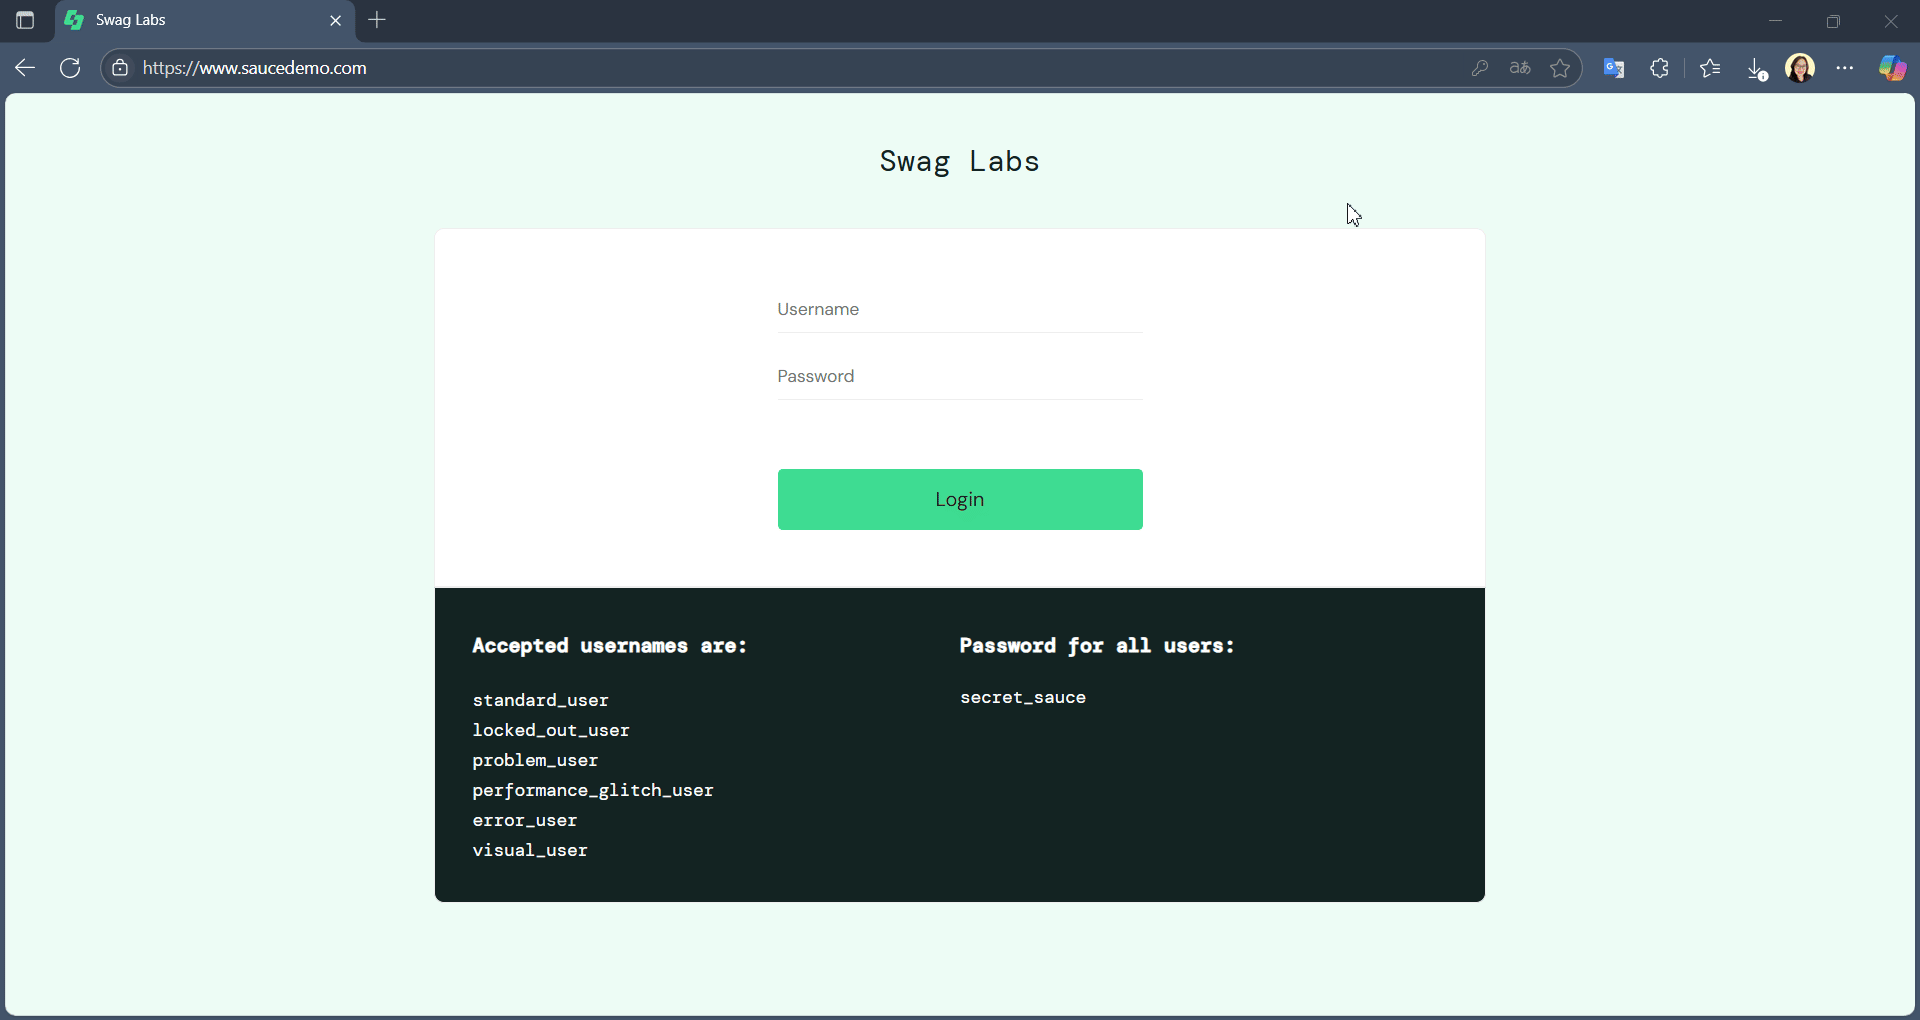 Swag Labs
https://www.saucedemo.com
Swag Labs
Username
Password
Login
Accepted usernames are:
standard_user
locked_out_user
problem_user
performance_glitch_user
error_user
visual_user
Password for all users:
secret_sauce